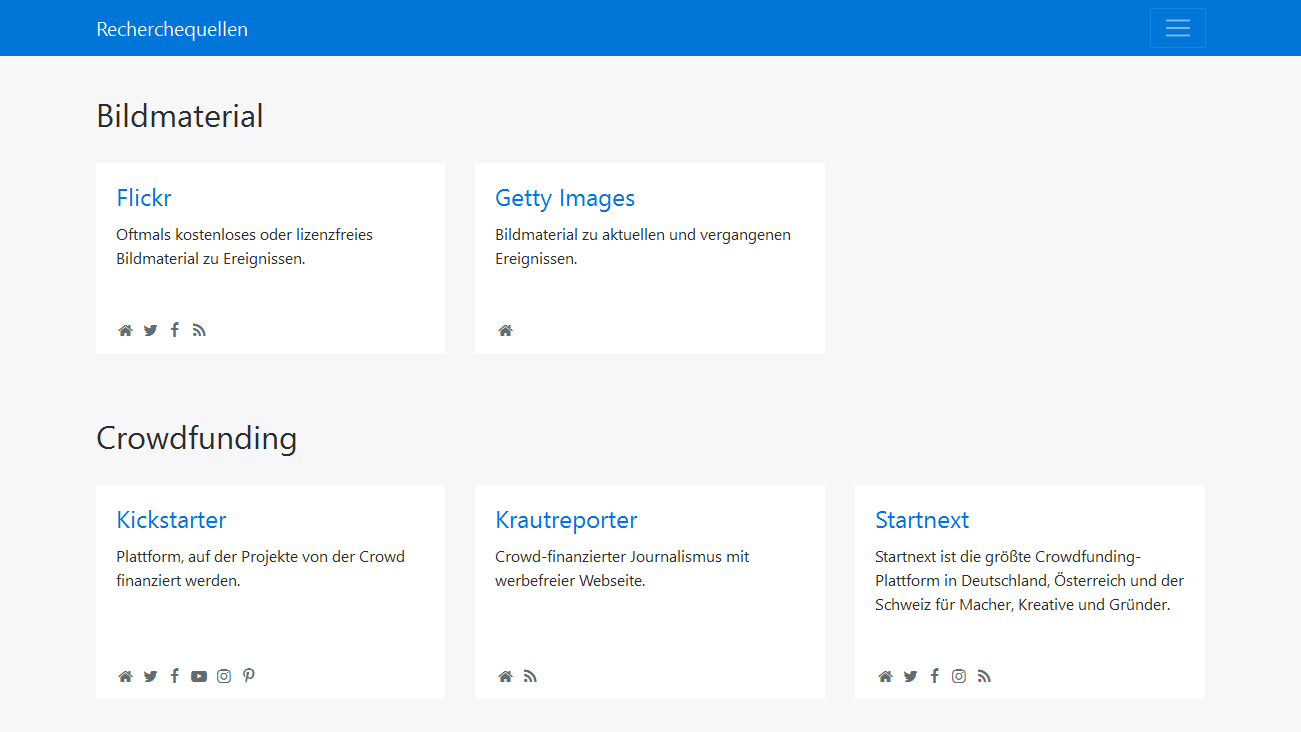 Recherchequellen
Bildmaterial
Flickr
Oftmals kostenloses oder lizenzfreies
Bildmaterial zu Ereignissen.
Getty Images
Bildmaterial zu aktuellen und vergangenen
Ereignissen.
Crowdfunding
Kickstarter
Plattform, auf der Projekte von der Crowd
finanziert werden.
Krautreporter
Crowd-finanzierter Journalismus mit
werbefreier Webseite.
Startnext
Startnext ist die größte Crowdfunding-
Plattform in Deutschland, Österreich und der
Schweiz für Macher, Kreative und Gründer.